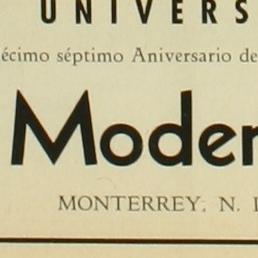 UNIVERS
écimo séptimo Aniversario de
Moder
MONTERREY, N. L